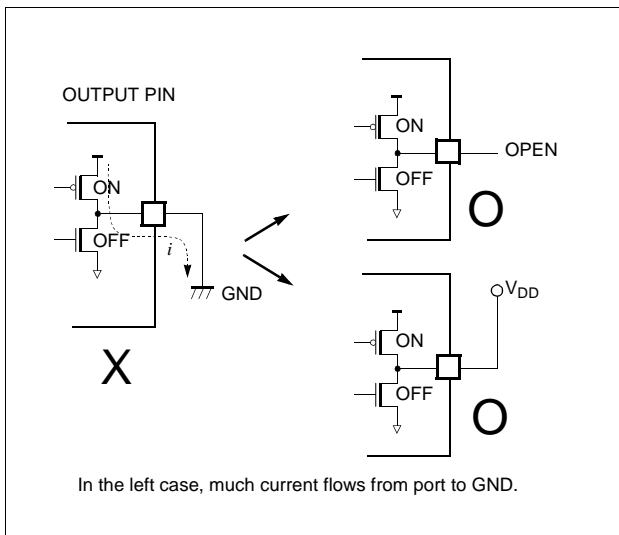 OUTPUT PIN
ON
OFF
i
GND
X
ON
OFF
OPEN
O
ON
OFF
VDD
O
In the left case, much current flows from port to GND.